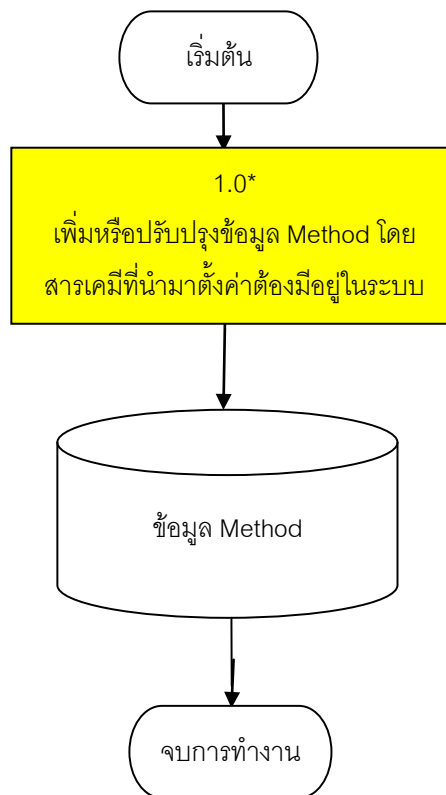 เริ่มต้น
1.0*
เพิ่มหรือปรับปรุงข้อมูล Method โดย
สารเคมีที่นำมาตั้งค่าต้องมีอยู่ในระบบ
ข้อมูล Method
จบการทำงาน